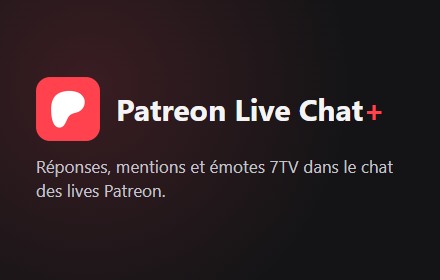 Patreon Live Chat+
Réponses, mentions et émotes 7TV dans le chat
des lives Patreon.